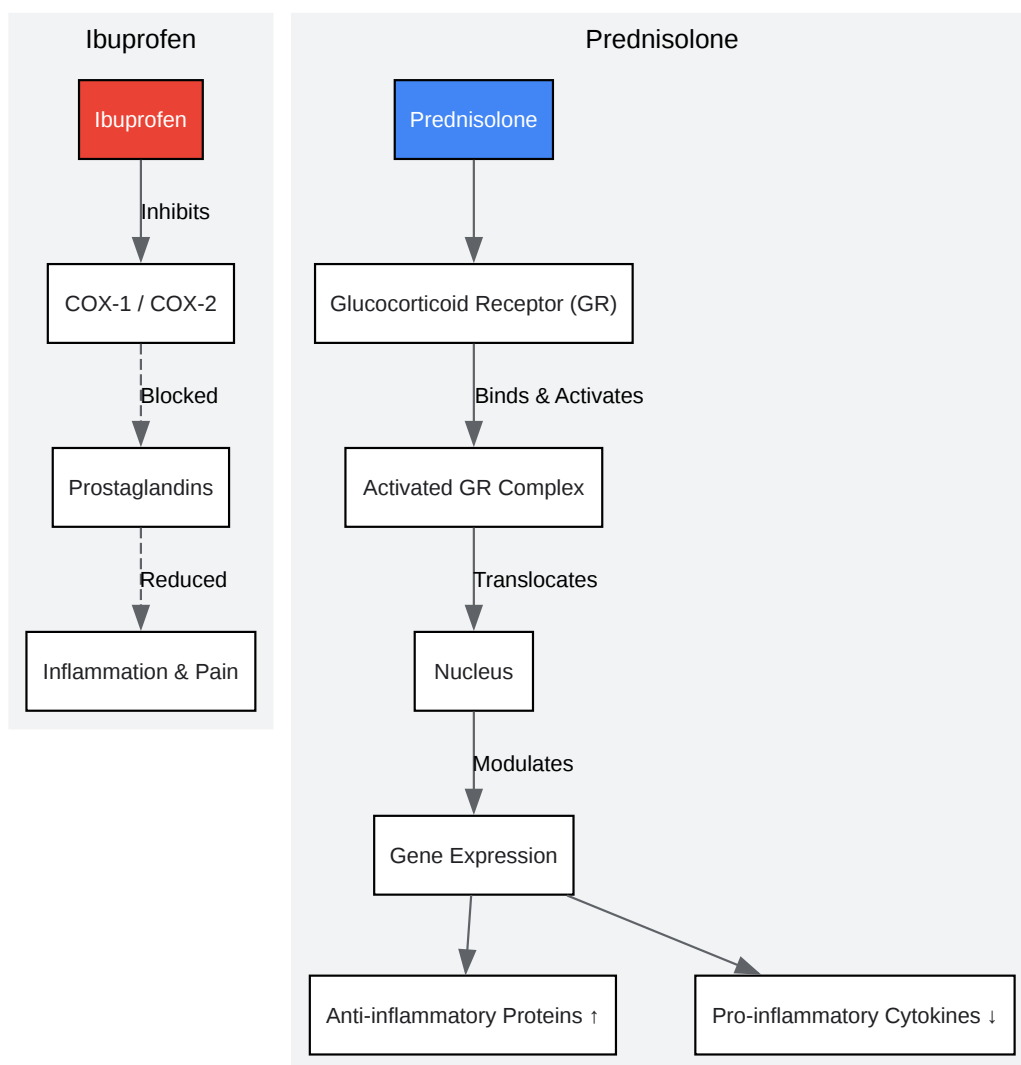 Ibuprofen
Ibuprofen
Inhibits
COX-1 / COX-2
Blocked
Prostaglandins
Reduced
Inflammation & Pain
Prednisolone
Prednisolone
Glucocorticoid Receptor (GR)
Binds & Activates
Activated GR Complex
Translocates
Nucleus
Modulates
Gene Expression
Anti-inflammatory Proteins ↑
Pro-inflammatory Cytokines ↓